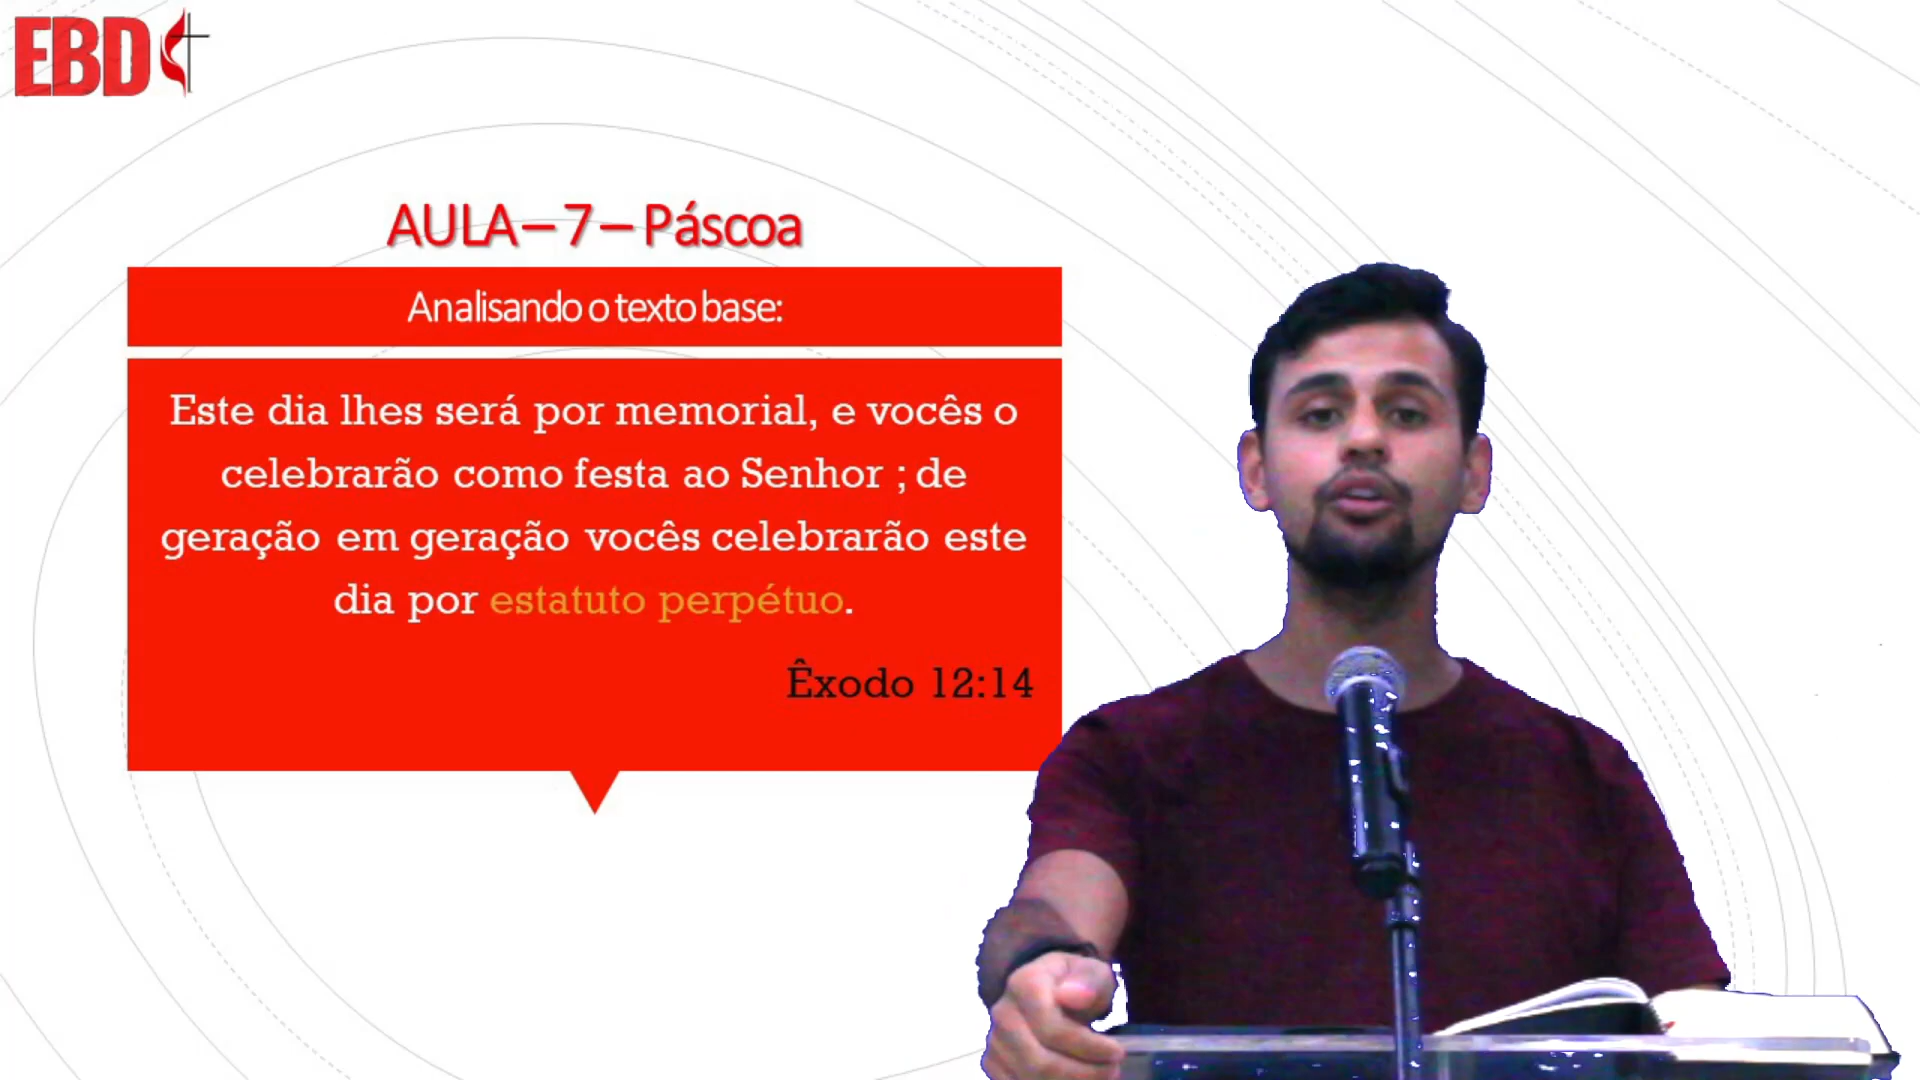 EBD
AULA – 7 – Páscoa
Analisando o texto base:
Este dia lhes será por memorial, e vocês o
celebrarão como festa ao Senhor ; de
geração em geração vocês celebrarão este
dia por estatuto perpétuo.
Êxodo 12:14